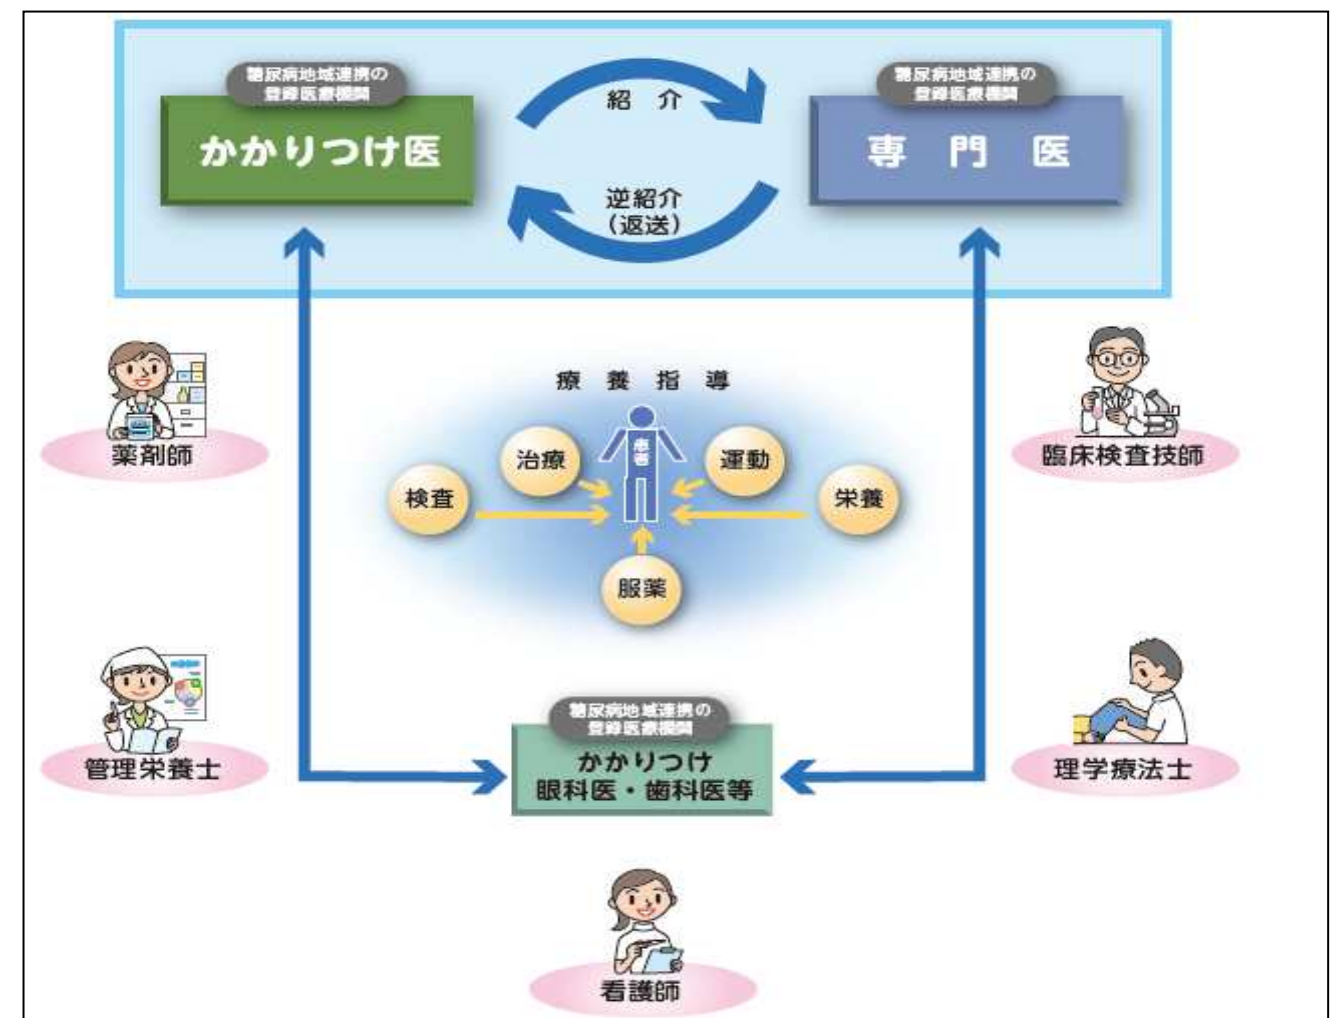 糖尿病地域連携の
登録医療機関
かかりつけ医
紹 介
糖尿病地域連携の
登録医療機関
専 門 医
逆紹介
(返送)
薬剤師
臨床検査技師
療 養 指 導
患者
治療
運動
検査
栄養
服薬
管理栄養士
理学療法士
糖尿病地域連携の
登録医療機関
かかりつけ
眼科医・歯科医等
看護師